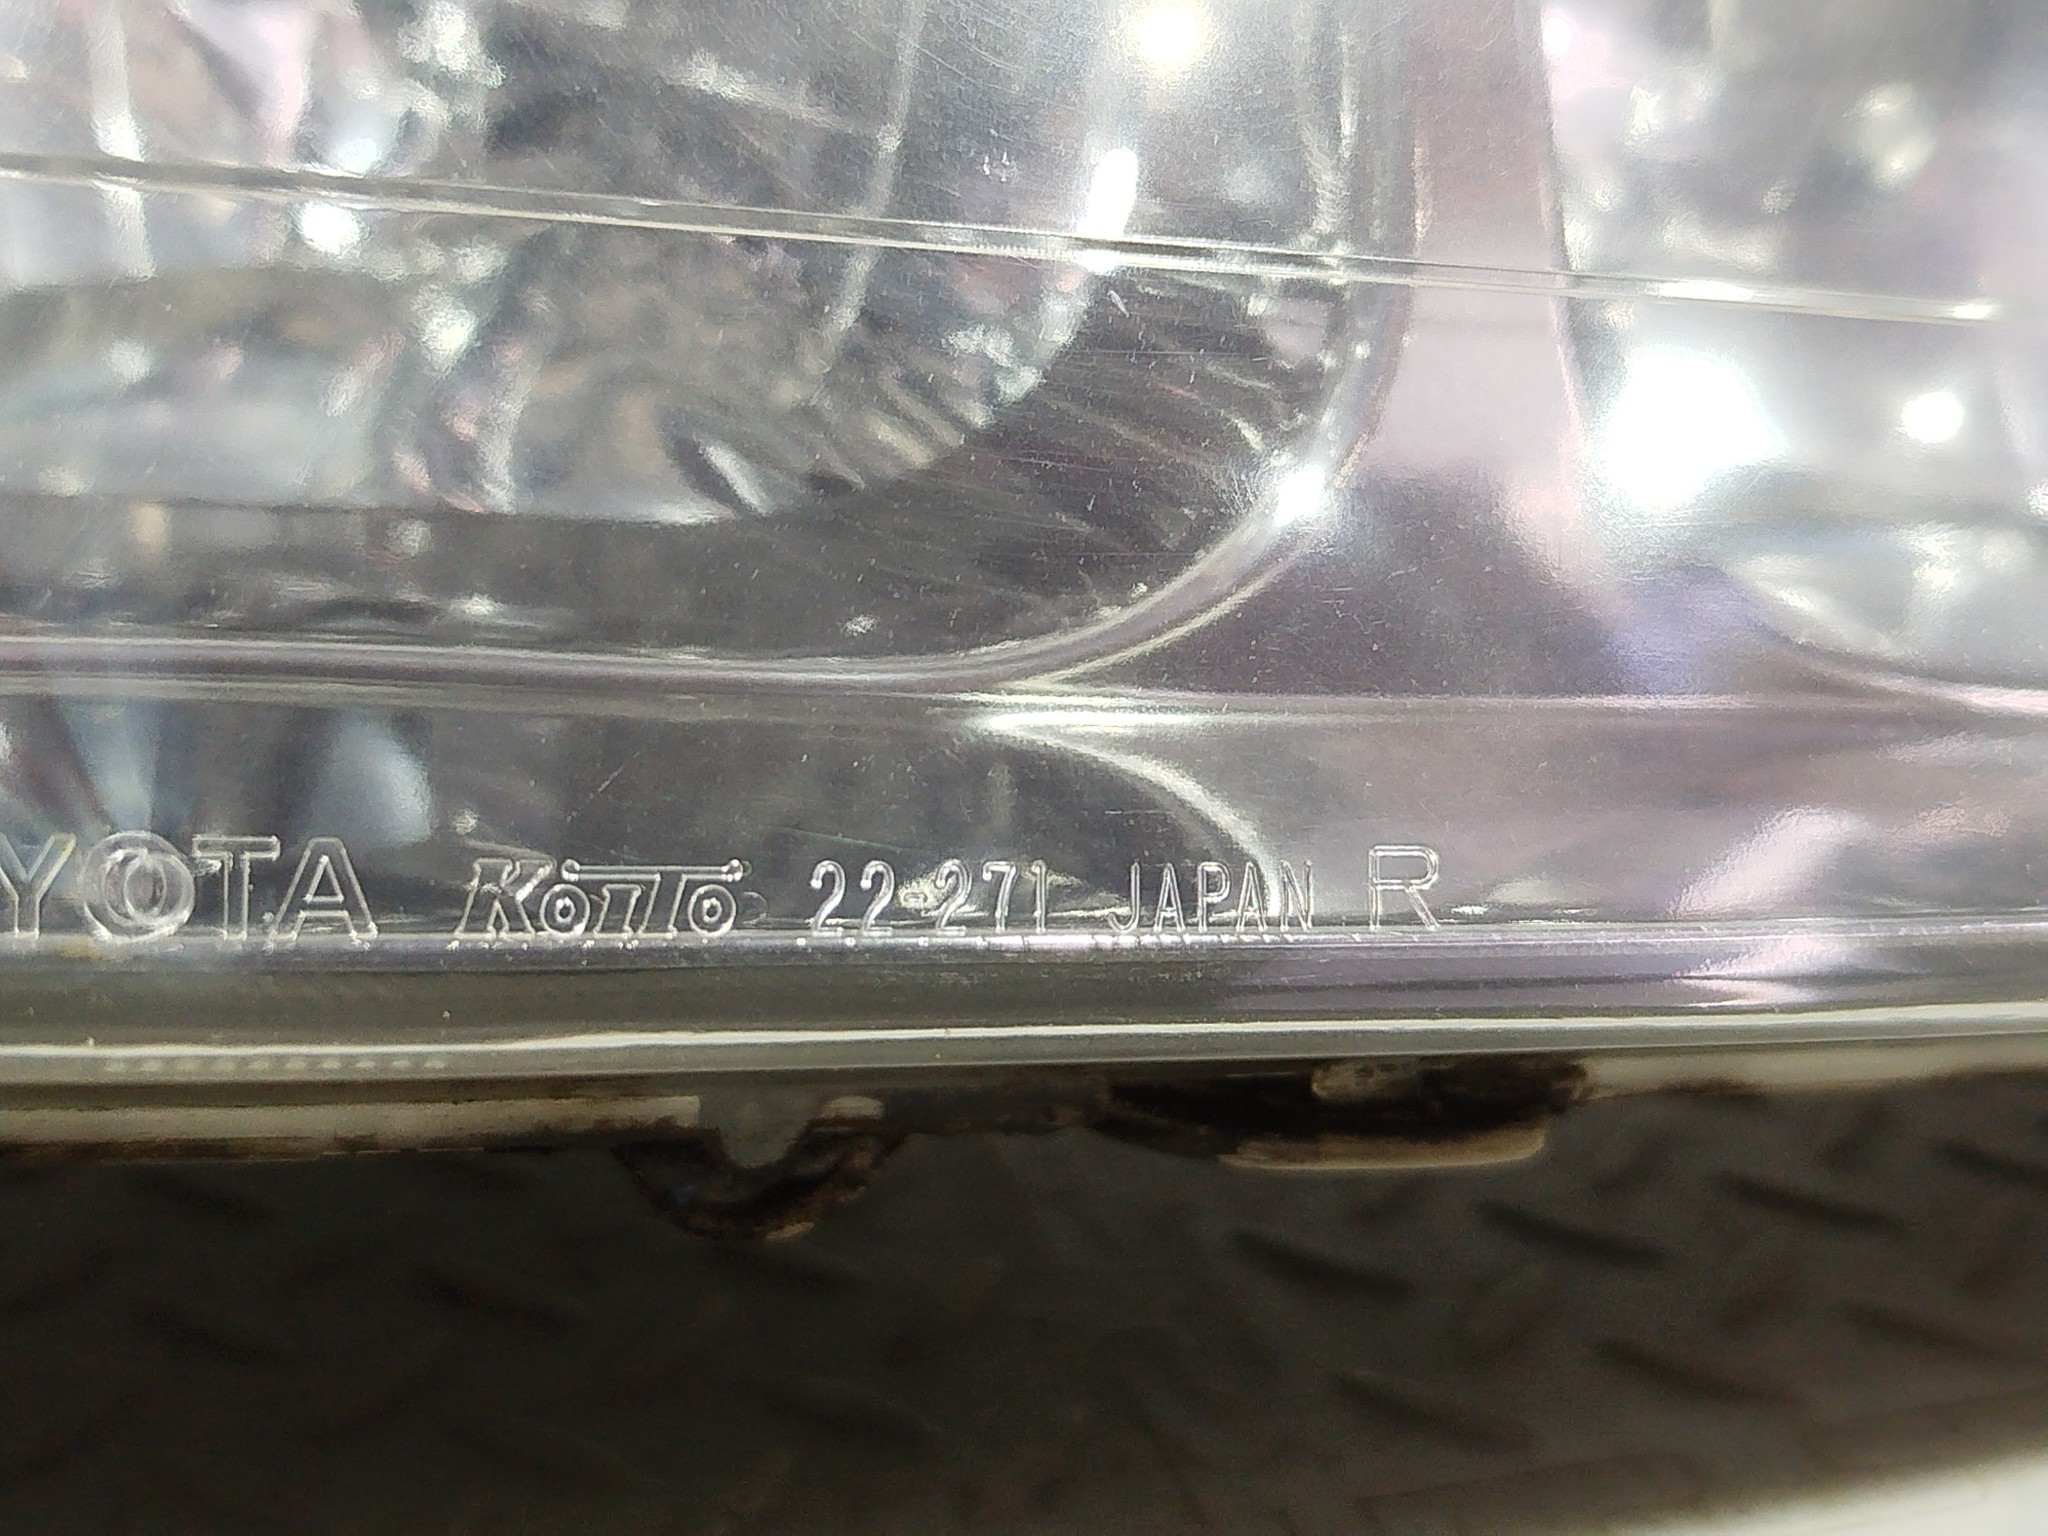 YOTA KOITO 22-271 JAPAN R